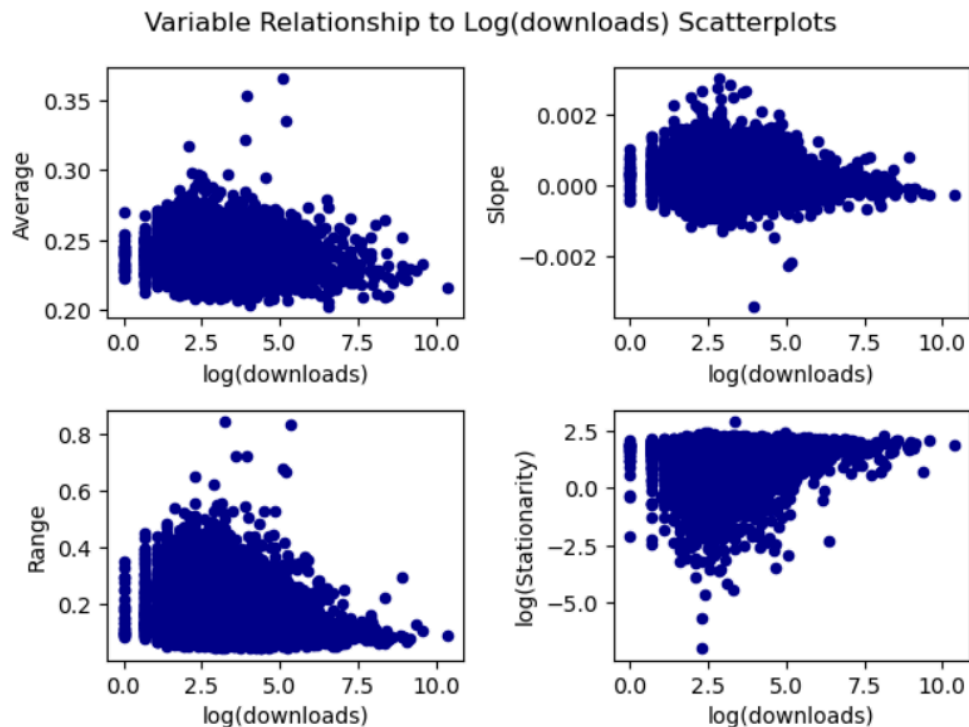 Variable Relationship to Log(downloads) Scatterplots
Average
0.35
0.30
0.25
0.20
0.0 2.5 5.0 7.5 10.0
log(downloads)
Slope
0.002
0.000
−0.002
0.0 2.5 5.0 7.5 10.0
log(downloads)
Range
0.8
0.6
0.4
0.2
0.0 2.5 5.0 7.5 10.0
log(downloads)
log(Stationarity)
2.5
0.0
−2.5
−5.0
0.0 2.5 5.0 7.5 10.0
log(downloads)